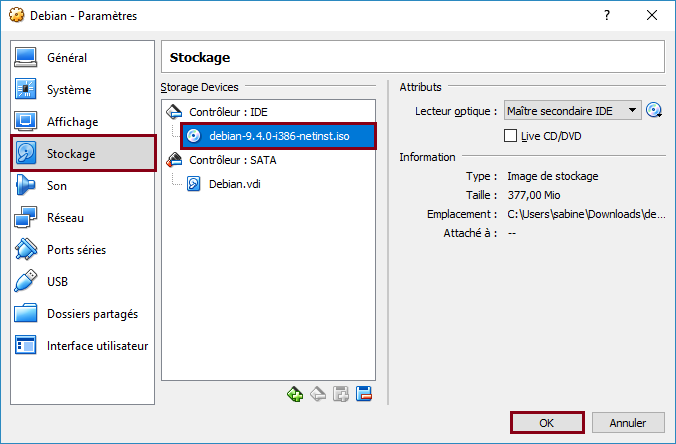 Debian - Paramètres
Général
Système
Affichage
Stockage
Son
Réseau
Ports séries
USB
Dossiers partagés
Interface utilisateur
Stockage
Storage Devices
Contrôleur : IDE
debian-9.4.0-i386-netinst.iso
Contrôleur : SATA
Debian.vdi
Attributs
Lecteur optique : Maître secondaire IDE
Live CD/DVD
Information
Type : Image de stockage
Taille : 377,00 Mio
Emplacement : C:\Users\sabine\Downloads\de...
Attaché à : --
OK
Annuler